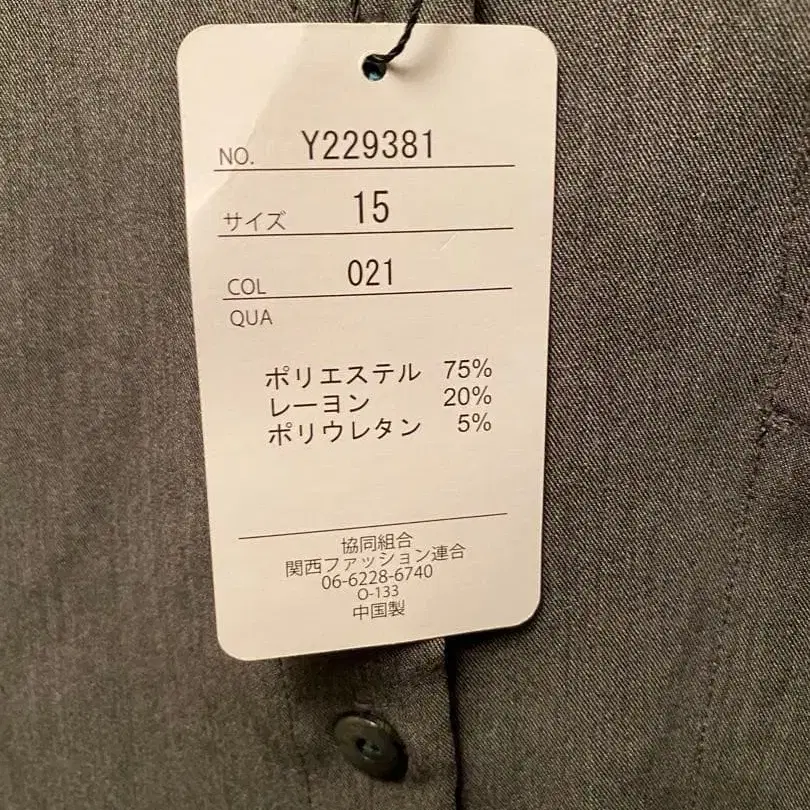 NO. Y229381
サイズ 15
COL 021
QUA
ポリエステル 75%
レーヨン 20%
ポリウレタン 5%
協同組合
関西ファッション連合
06-6228-6740
O-133
中国製